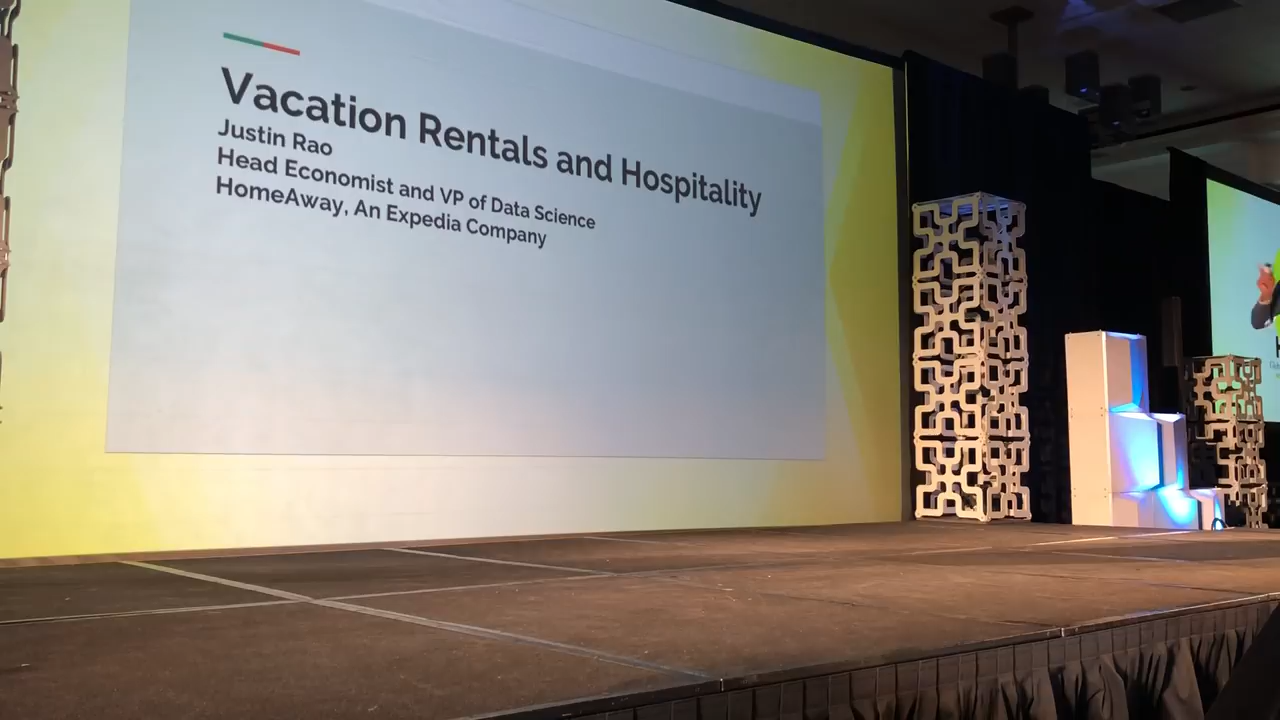 Vacation Rentals and Hospitality
Justin Rao
Head Economist and VP of Data Science
HomeAway, An Expedia Company